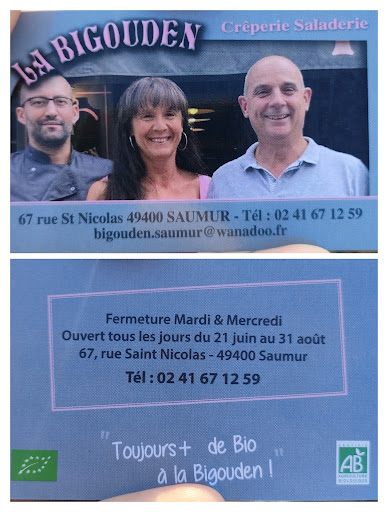 LA BIGOUDEN
Crêperie Saladerie
67 rue St Nicolas 49400 SAUMUR - Tél : 02 41 67 12 59
bigouden.saumur@wanadoo.fr
Fermeture Mardi & Mercredi
Ouvert tous les jours du 21 juin au 31 août
67, rue Saint Nicolas - 49400 Saumur
Tél : 02 41 67 12 59
"Toujours+ de Bio
à la Bigouden ! "
AB
AGRICULTURE
BIOLOGIQUE